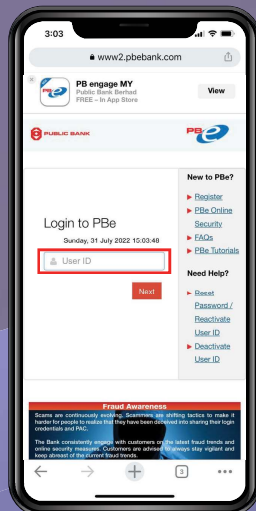 3:03
www2.pbebank.com
PB engage MY
Public Bank Berhad
FREE – In App Store
View
PUBLIC BANK
PBe
New to PBe?
Register
PBe Online
Security
FAQs
PBe Tutorials
Login to PBe
Sunday, 31 July 2022 15:03:48
User ID
Next
Need Help?
Reset
Password /
Reactivate
User ID
Deactivate
User ID
Fraud Awareness
Scams are continuously evolving. Scammers are shifting tactics to make it
harder for people to realize that they have been deceived into sharing their login
credentials and PAC.
The Bank consistently engage with customers on the latest fraud trends and
online security measures. Customers are advised to always stay vigilant and
keep abreast of the current fraud trends.
3